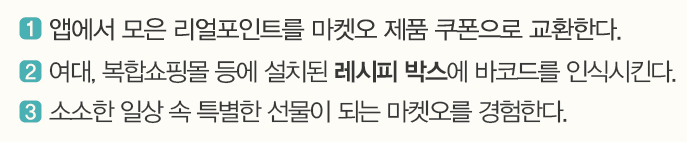 1 앱에서 모은 리얼포인트를 마켓오 제품 쿠폰으로 교환한다.
2 여대, 복합쇼핑몰 등에 설치된 레시피 박스에 바코드를 인식시킨다.
3 소소한 일상 속 특별한 선물이 되는 마켓오를 경험한다.